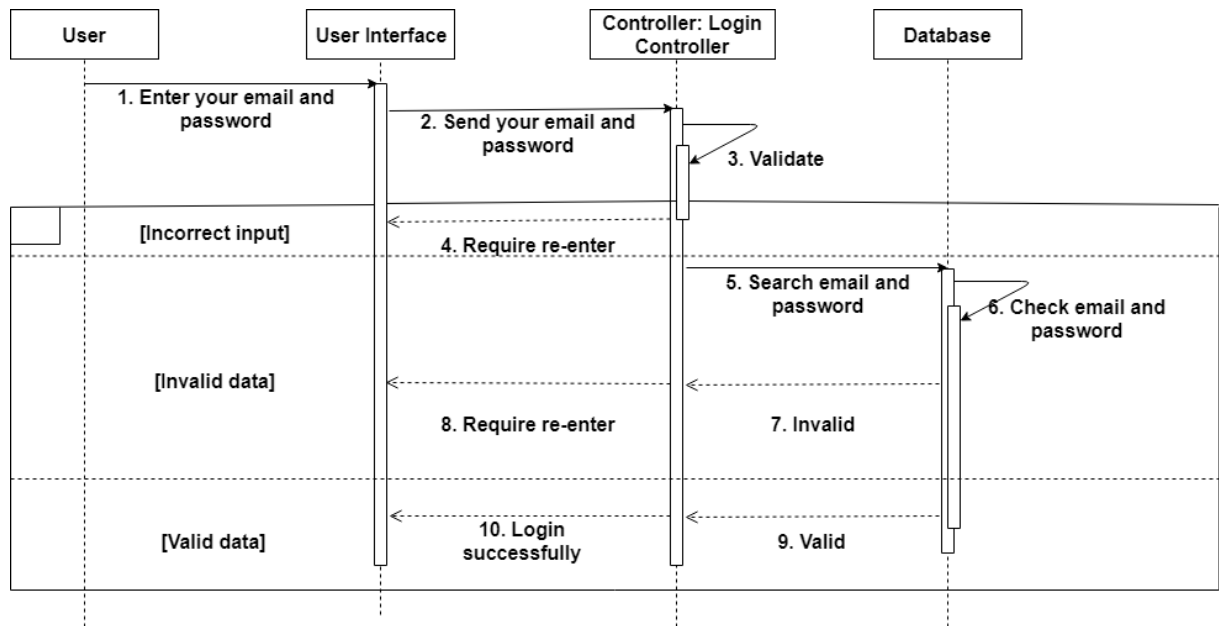 User
User Interface
Controller: Login
Controller
Database
1. Enter your email and
password
2. Send your email and
password
3. Validate
[Incorrect input]
4. Require re-enter
5. Search email and
password
6. Check email and
password
[Invalid data]
8. Require re-enter
7. Invalid
[Valid data]
10. Login
successfully
9. Valid